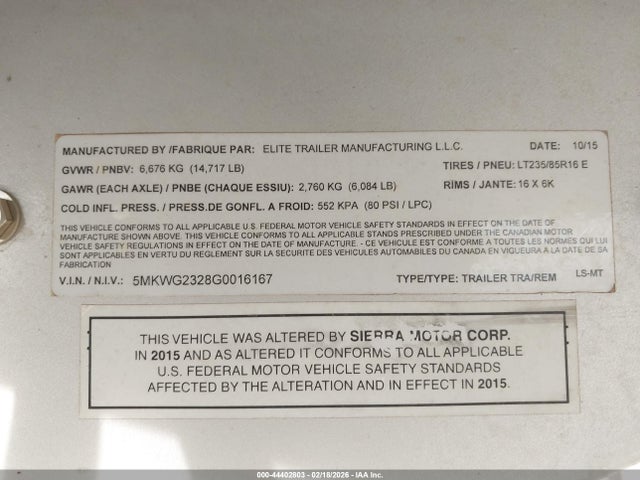 MANUFACTURED BY /FABRIQUE PAR: ELITE TRAILER MANUFACTURING L.L.C. DATE: 10/15
GVWR / PNBV: 6,676 KG (14,717 LB) TIRES / PNEU: LT235/85R16 E
GAWR (EACH AXLE) / PNBE (CHAQUE ESSIU): 2,760 KG (6,084 LB) RIMS / JANTE: 16 X 6K
COLD INFL. PRESS. / PRESS.DE GONFL. A FROID: 552 KPA (80 PSI / LPC)
THIS VEHICLE CONFORMS TO ALL APPLICABLE U.S. FEDERAL MOTOR VEHICLE SAFETY STANDARDS IN EFFECT ON THE DATE OF
MANUFACTURE SHOWN ABOVE. THIS VEHICLE CONFORMS TO ALL APPLICABLE STANDARDS PRESCRIBED UNDER THE CANADIAN MOTOR
VEHICLE SAFETY REGULATIONS IN EFFECT ON THE DATE OF MANUFACTURE. - CE VEHICULE EST CONFORME A TOUTES LES NORMES QUI LUI
SONT APPLICABLES EN VERTU DU REGLEMENT SUR LA SECURITE DES VEHICULES AUTOMOBILES DU CANADA EN VIGUEURA A LA DATE DE SA
FABRICATION
V.I.N. / N.I.V.: 5MKWG2328G0016167 TYPE/TYPE: TRAILER TRA/REM LS-MT
THIS VEHICLE WAS ALTERED BY SIERRA MOTOR CORP.
IN 2015 AND AS ALTERED IT CONFORMS TO ALL APPLICABLE
U.S. FEDERAL MOTOR VEHICLE SAFETY STANDARDS
AFFECTED BY THE ALTERATION AND IN EFFECT IN 2015.
000-44402803 - 02/18/2026 - IAA Inc.